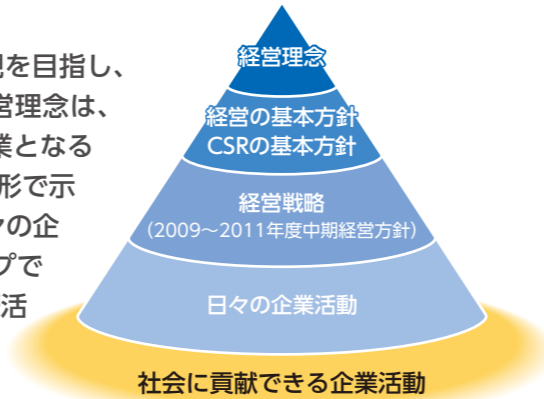 現を目指し、
営理念は、
業となる
形で示
々の企
プで
活
経営理念
経営の基本方針
CSRの基本方針
経営戦略
（2009～2011年度中期経営方針）
日々の企業活動
社会に貢献できる企業活動